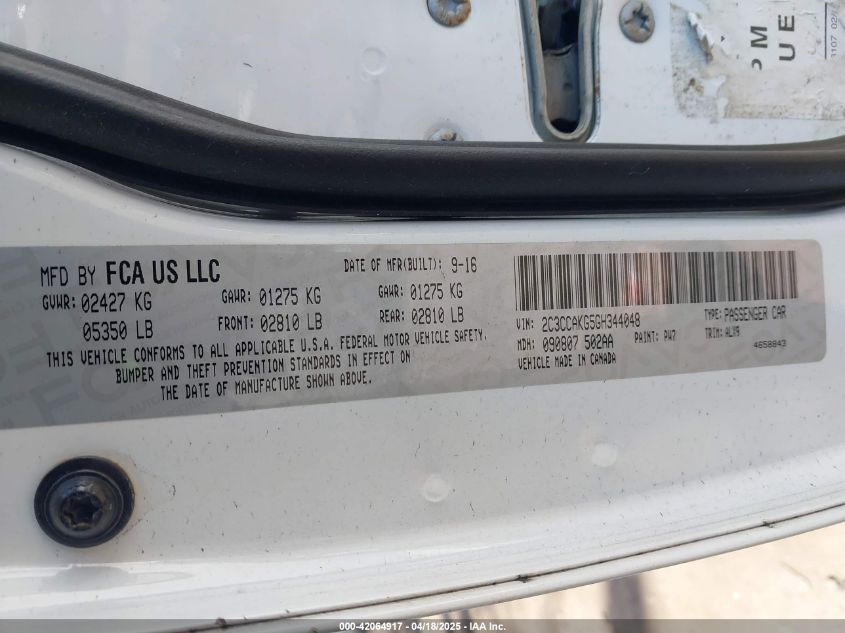 PM
UE
MFD BY FCA US LLC
DATE OF MFR(BUILT): 9-16
GVWR: 02427 KG
GAWR: 01275 KG
GAWR: 01275 KG
05350 LB
FRONT: 02810 LB
REAR: 02810 LB
THIS VEHICLE CONFORMS TO ALL APPLICABLE U.S.A. FEDERAL MOTOR VEHICLE SAFETY,
BUMPER AND THEFT PREVENTION STANDARDS IN EFFECT ON
THE DATE OF MANUFACTURE SHOWN ABOVE.
VIN: 2C3CCAKG5GH344048
TYPE: PASSENGER CAR
MDH: 090807 502AA
PAINT: PW7
TRIM: ALX9
VEHICLE MADE IN CANADA
4658843
000-42064917 04/18/2025 - IAA Inc.